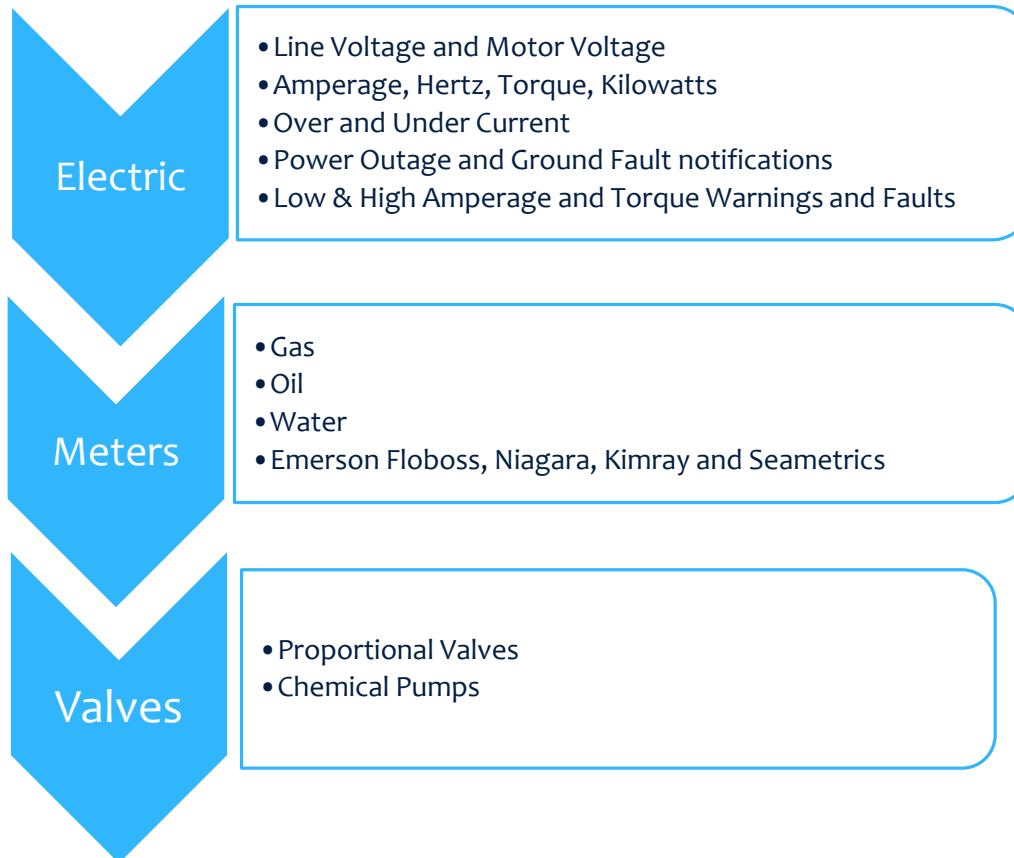 Electric
•Line Voltage and Motor Voltage
•Amperage, Hertz, Torque, Kilowatts
•Over and Under Current
•Power Outage and Ground Fault notifications
•Low & High Amperage and Torque Warnings and Faults
Meters
•Gas
•Oil
•Water
•Emerson Floboss, Niagara, Kimray and Seametrics
Valves
•Proportional Valves
•Chemical Pumps